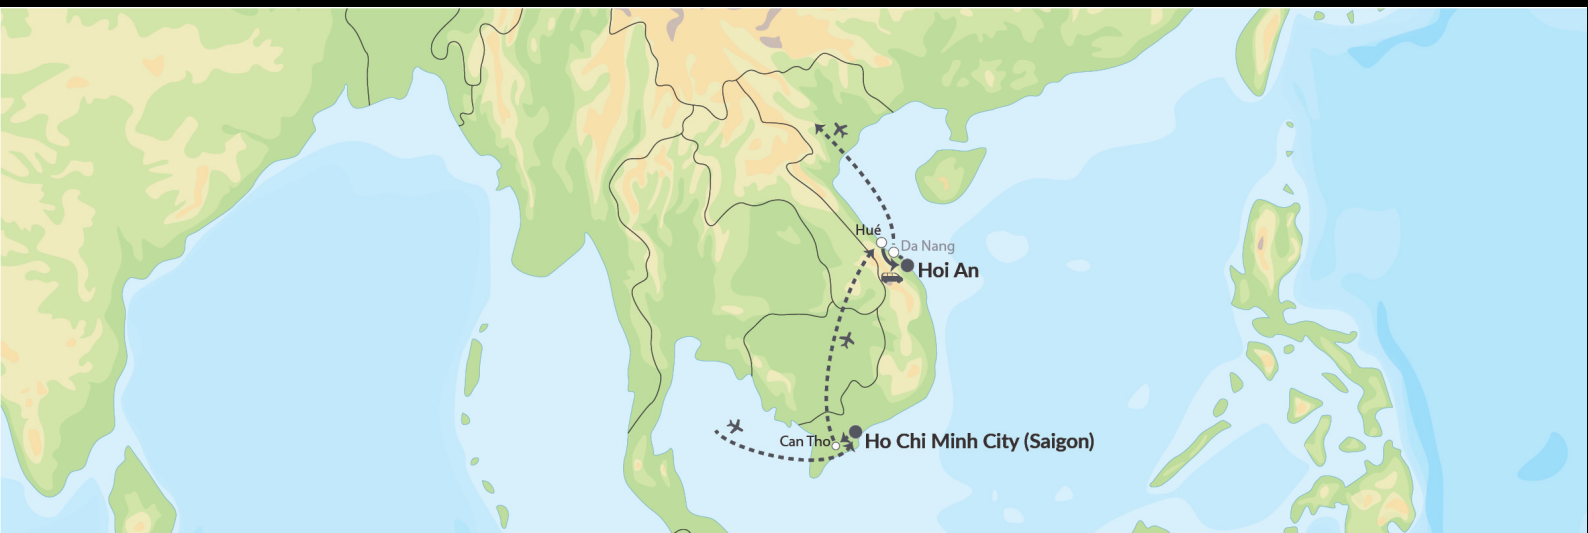 Hué
Da Nang
Hoi An
Can Tho
Ho Chi Minh City (Saigon)